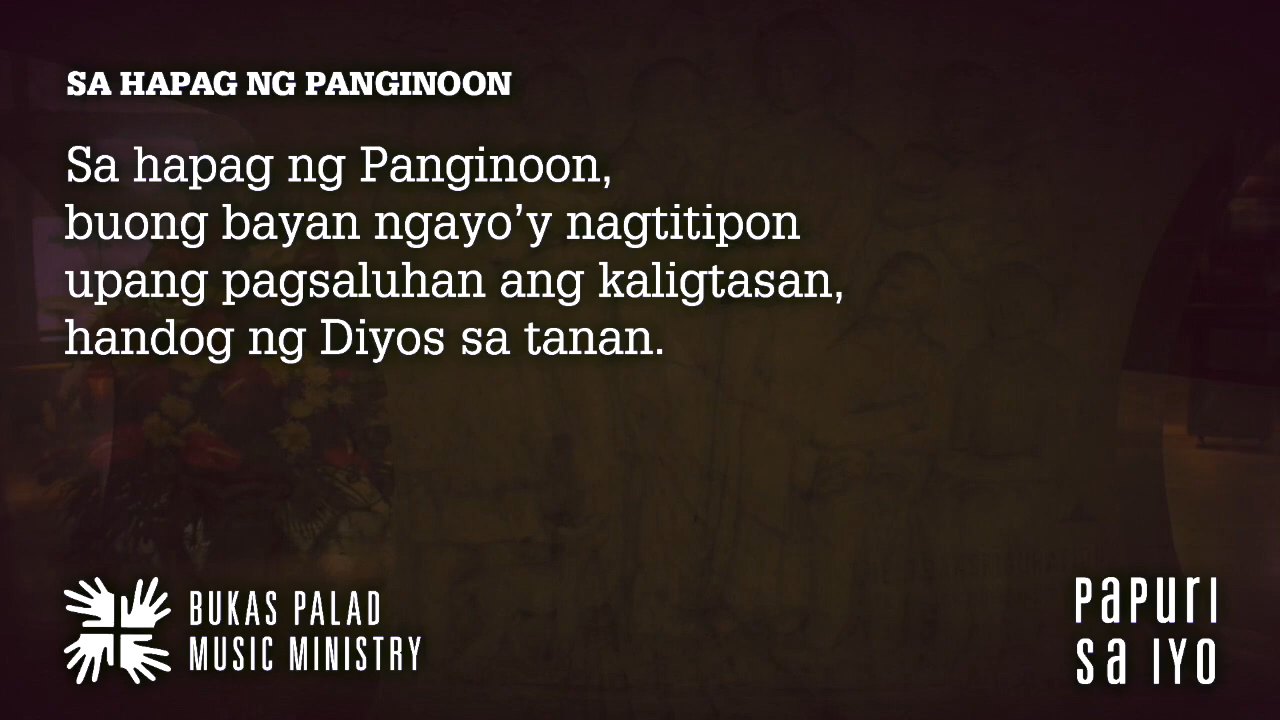 SA HAPAG NG PANGINOON
Sa hapag ng Panginoon,
buong bayan ngayo’y nagtitipon
upang pagsaluhan ang kaligtasan,
handog ng Diyos sa tanan.
BUKAS PALAD
MUSIC MINISTRY
PaPURI
Sa IYO